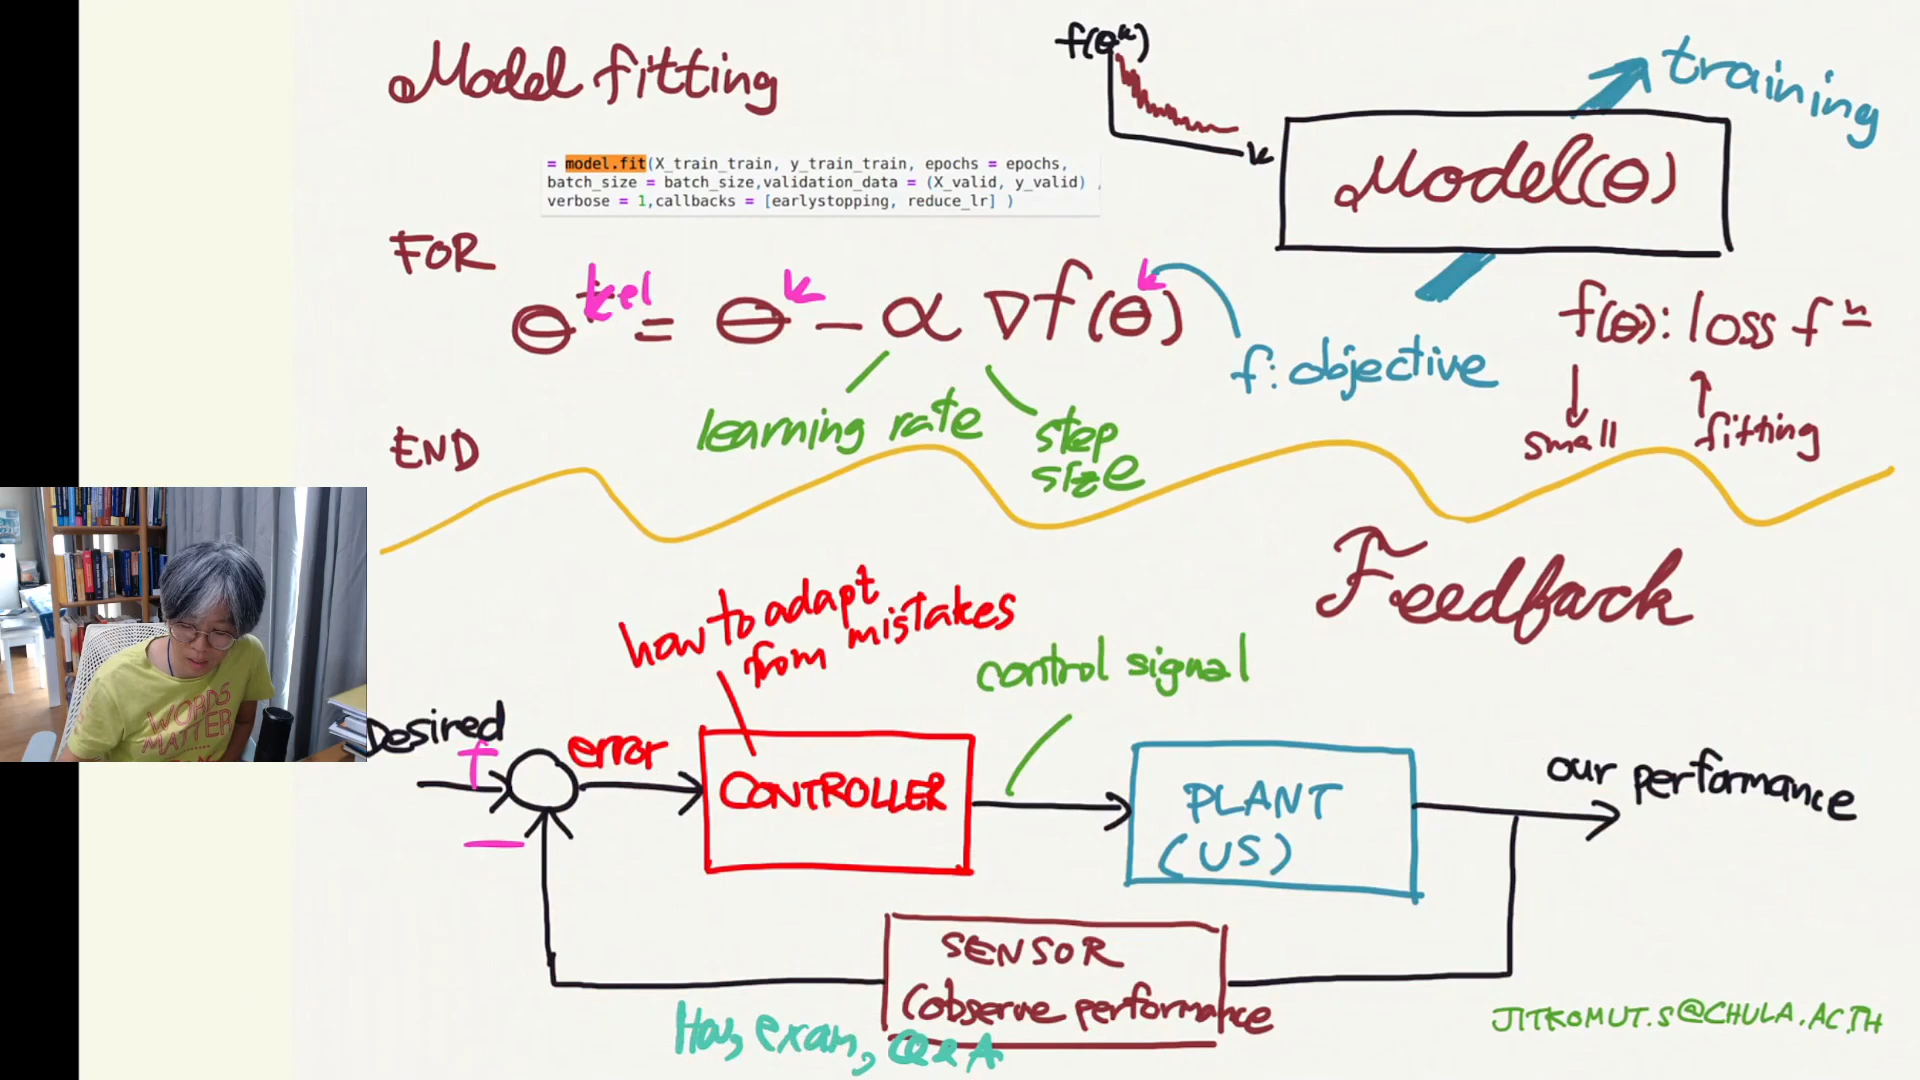 Model fitting
= model.fit(X_train_train, y_train_train, epochs = epochs,
batch_size = batch_size,validation_data = (X_valid, y_valid) ,
verbose = 1,callbacks = [earlystopping, reduce_lr] )
f(θᵏ)
k
training
Model(θ)
FOR
θᵏ⁺¹ = θᵏ - α ∇f(θᵏ)
f: objective
learning rate
step
size
f(θ): loss fⁿ
small
fitting
END
Feedback
how to adapt
from mistakes
control signal
Desired
+
−
error
CONTROLLER
PLANT
(US)
our performance
SENSOR
(observe performance
HW, exam, Q&A
JITKOMUT.S@CHULA.AC.TH
WORDS
MATTER